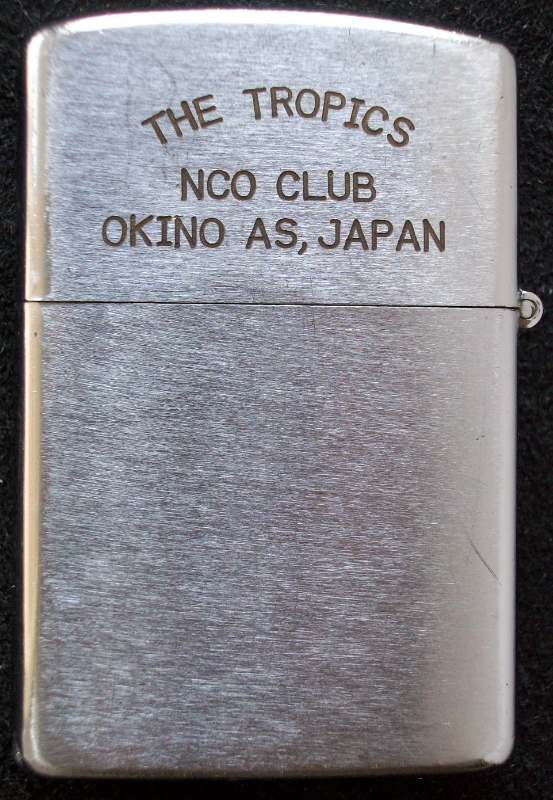 THE TROPICS
NCO CLUB
OKINO AS, JAPAN